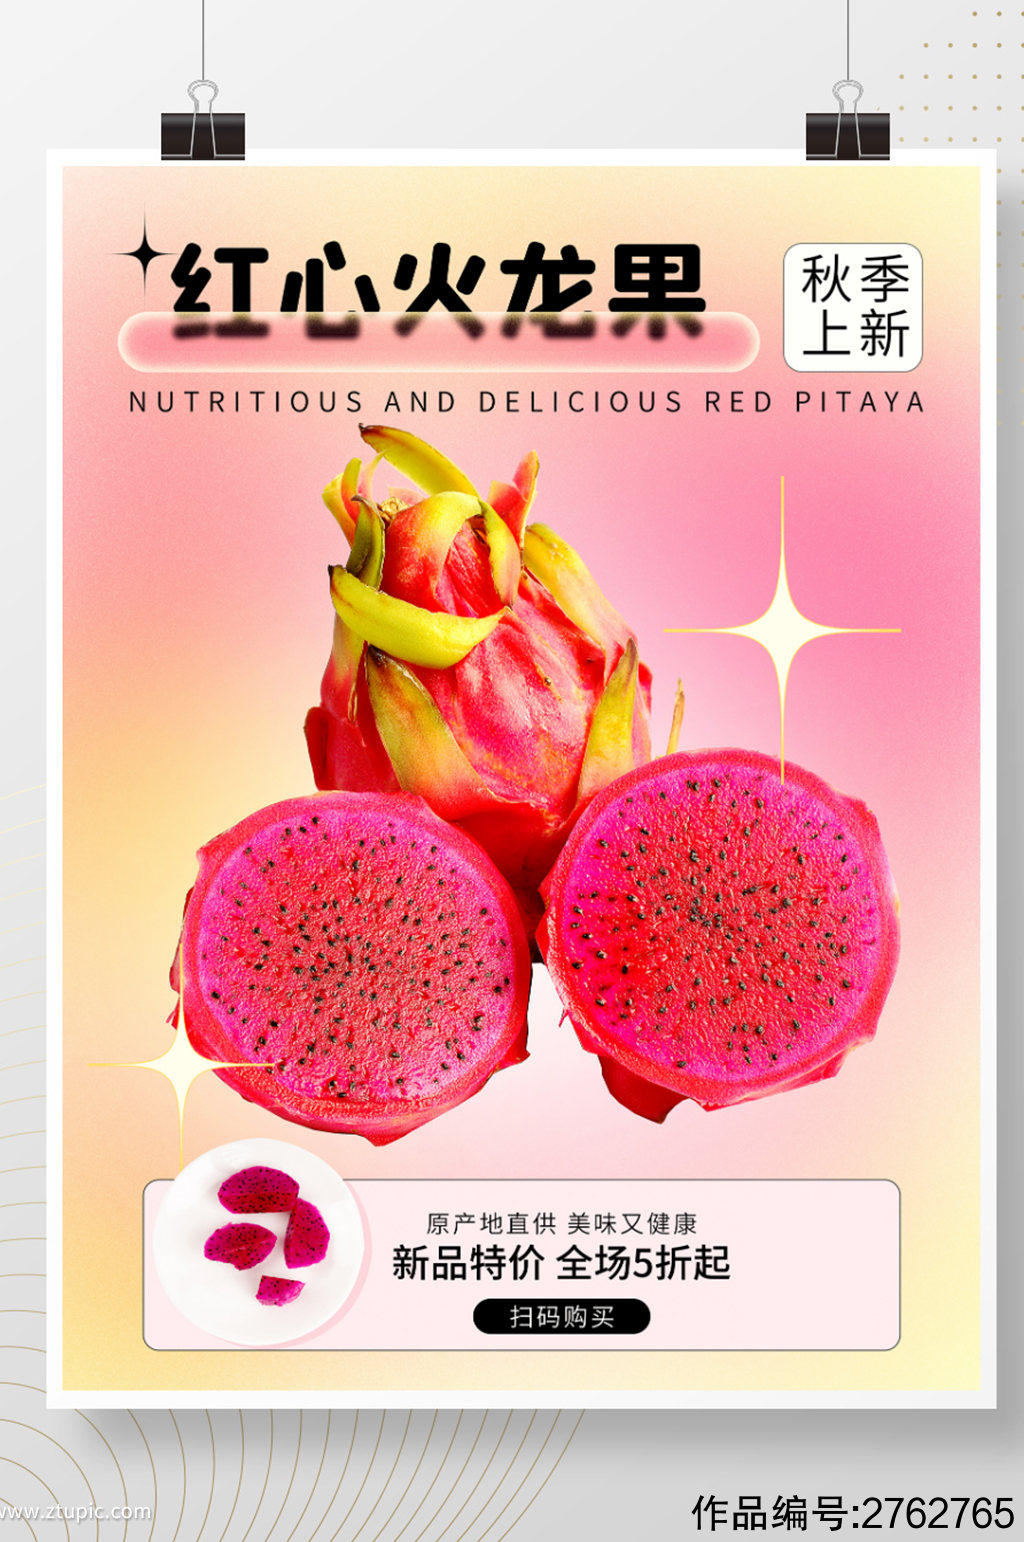 红心火龙果
秋季
上新
NUTRITIOUS AND DELICIOUS RED PITAYA
原产地直供 美味又健康
新品特价 全场5折起
扫码购买
www.ztupic.com
作品编号:2762765